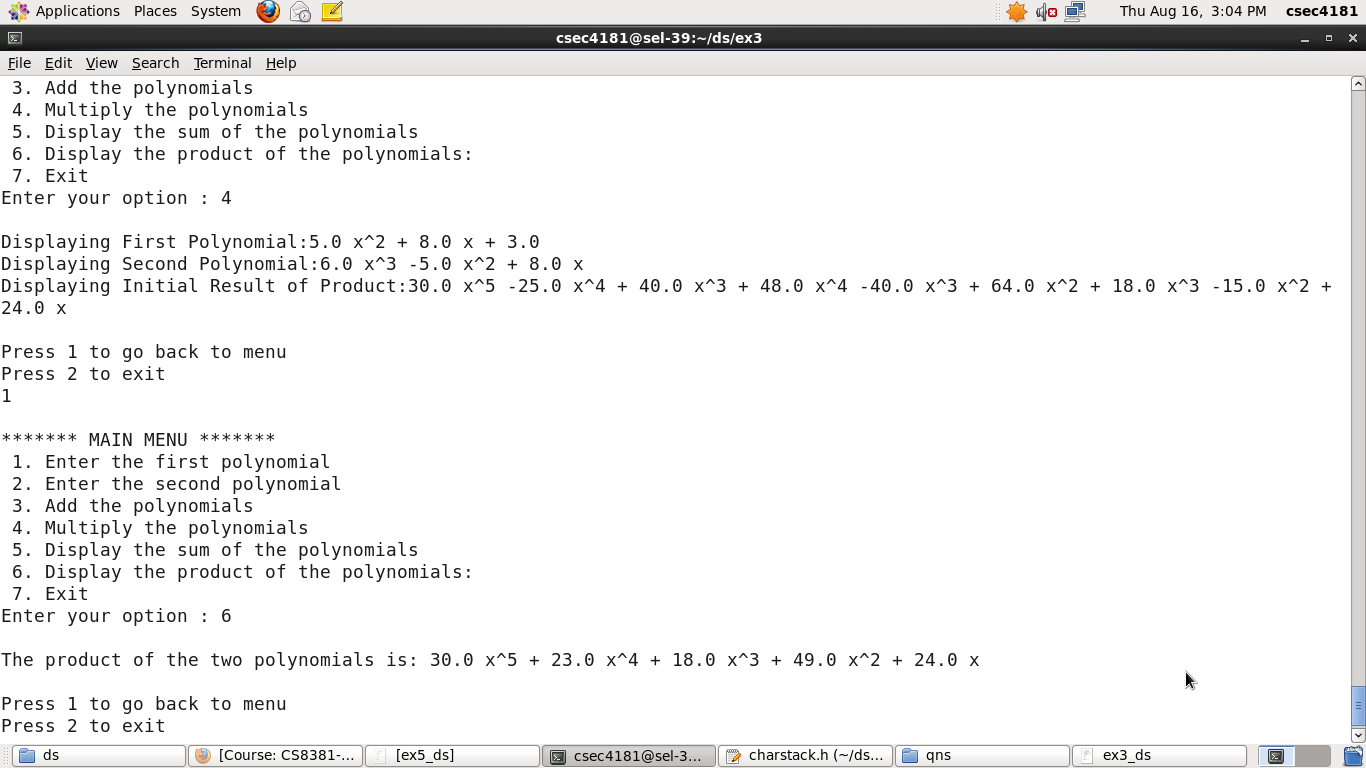 Applications Places System Thu Aug 16, 3:04 PM csec4181
csec4181@sel-39:~/ds/ex3
File Edit View Search Terminal Help
3. Add the polynomials
4. Multiply the polynomials
5. Display the sum of the polynomials
6. Display the product of the polynomials:
7. Exit
Enter your option : 4
Displaying First Polynomial:5.0 x^2 + 8.0 x + 3.0
Displaying Second Polynomial:6.0 x^3 -5.0 x^2 + 8.0 x
Displaying Initial Result of Product:30.0 x^5 -25.0 x^4 + 40.0 x^3 + 48.0 x^4 -40.0 x^3 + 64.0 x^2 + 18.0 x^3 -15.0 x^2 +
24.0 x
Press 1 to go back to menu
Press 2 to exit
1
******* MAIN MENU *******
1. Enter the first polynomial
2. Enter the second polynomial
3. Add the polynomials
4. Multiply the polynomials
5. Display the sum of the polynomials
6. Display the product of the polynomials:
7. Exit
Enter your option : 6
The product of the two polynomials is: 30.0 x^5 + 23.0 x^4 + 18.0 x^3 + 49.0 x^2 + 24.0 x
Press 1 to go back to menu
Press 2 to exit
ds [Course: CS8381-... [ex5_ds] csec4181@sel-3... charstack.h (~/ds... qns ex3_ds